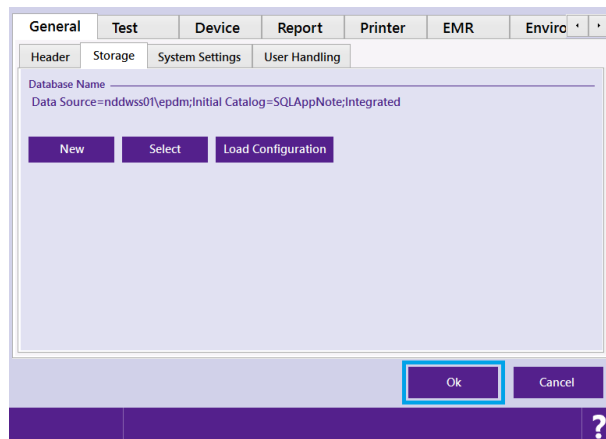 General Test Device Report Printer EMR Enviro
Header Storage System Settings User Handling
Database Name
Data Source=nddwss01\epdm;Initial Catalog=SQLAppNote;Integrated
New Select Load Configuration
Ok Cancel
?